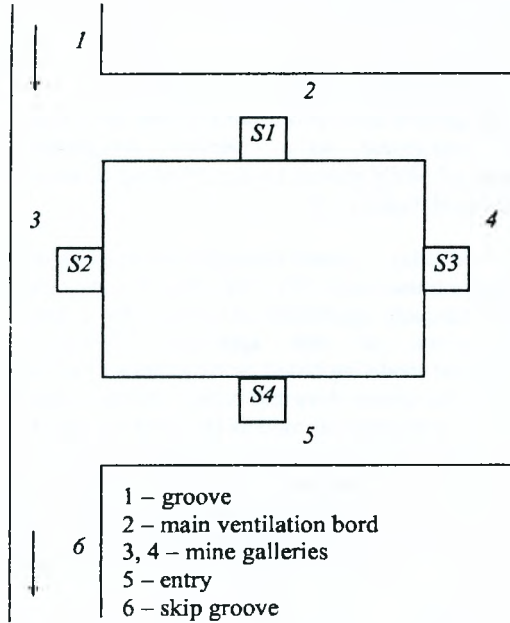 1
2
S1
3
4
S2
S3
S4
5
6
1 – groove
2 – main ventilation bord
3, 4 – mine galleries
5 – entry
6 – skip groove